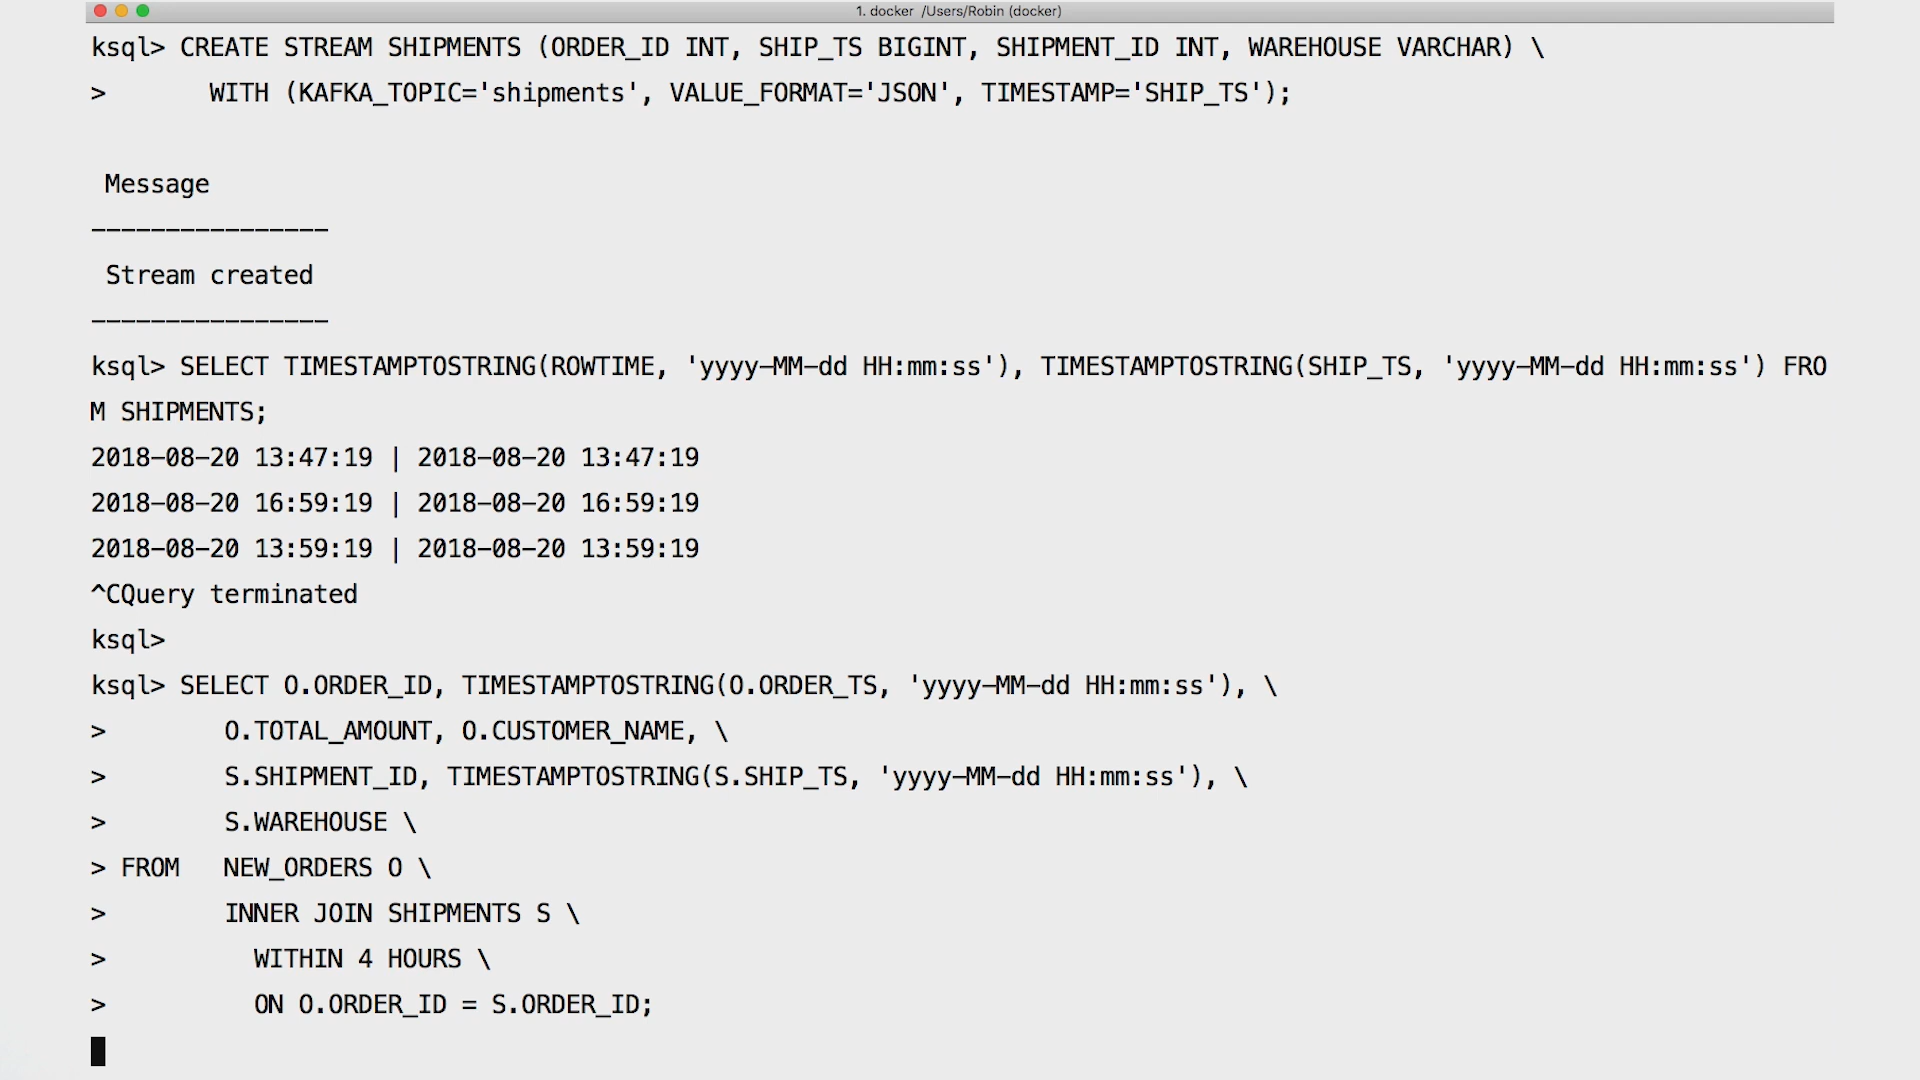 1. docker /Users/Robin (docker)
ksql> CREATE STREAM SHIPMENTS (ORDER_ID INT, SHIP_TS BIGINT, SHIPMENT_ID INT, WAREHOUSE VARCHAR) \
>       WITH (KAFKA_TOPIC='shipments', VALUE_FORMAT='JSON', TIMESTAMP='SHIP_TS');
 Message
----------------
 Stream created
----------------
ksql> SELECT TIMESTAMPTOSTRING(ROWTIME, 'yyyy-MM-dd HH:mm:ss'), TIMESTAMPTOSTRING(SHIP_TS, 'yyyy-MM-dd HH:mm:ss') FRO
M SHIPMENTS;
2018-08-20 13:47:19 | 2018-08-20 13:47:19
2018-08-20 16:59:19 | 2018-08-20 16:59:19
2018-08-20 13:59:19 | 2018-08-20 13:59:19
^CQuery terminated
ksql>
ksql> SELECT O.ORDER_ID, TIMESTAMPTOSTRING(O.ORDER_TS, 'yyyy-MM-dd HH:mm:ss'), \
>        O.TOTAL_AMOUNT, O.CUSTOMER_NAME, \
>        S.SHIPMENT_ID, TIMESTAMPTOSTRING(S.SHIP_TS, 'yyyy-MM-dd HH:mm:ss'), \
>        S.WAREHOUSE \
> FROM   NEW_ORDERS O \
>        INNER JOIN SHIPMENTS S \
>          WITHIN 4 HOURS \
>          ON O.ORDER_ID = S.ORDER_ID;